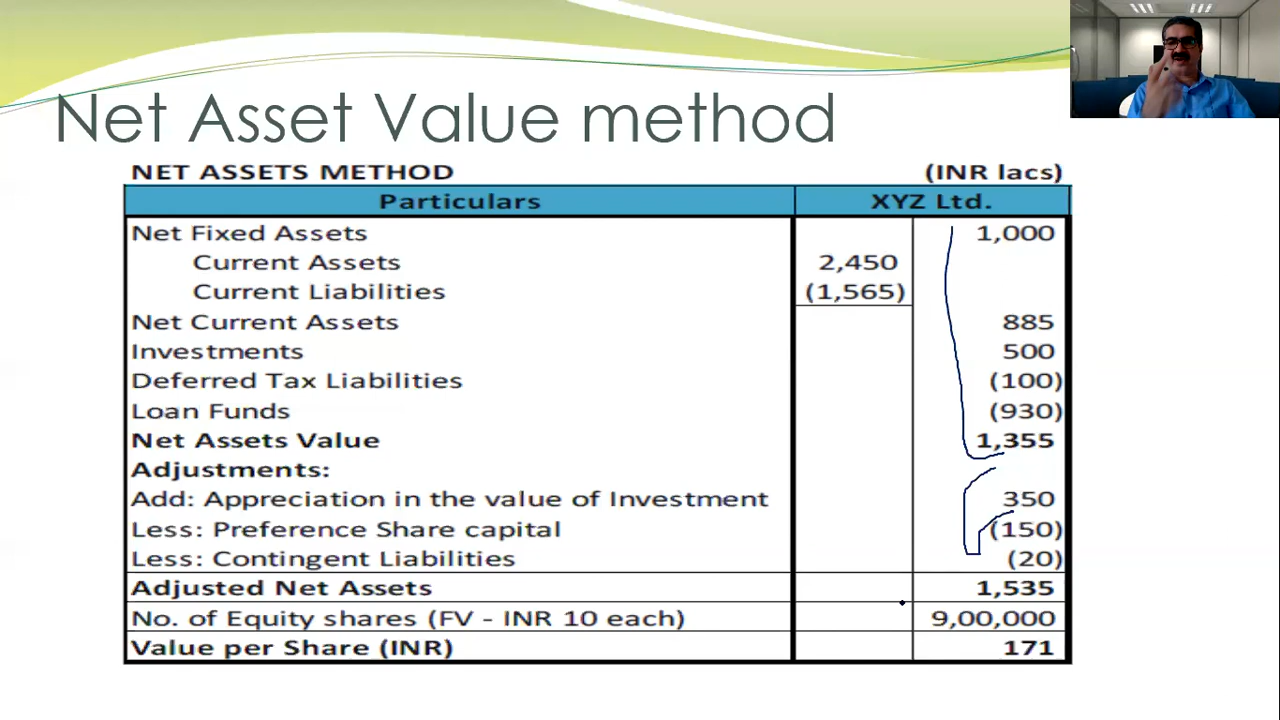 Net Asset Value method
NET ASSETS METHOD (INR lacs)
Particulars XYZ Ltd.
Net Fixed Assets 1,000
Current Assets 2,450
Current Liabilities (1,565)
Net Current Assets 885
Investments 500
Deferred Tax Liabilities (100)
Loan Funds (930)
Net Assets Value 1,355
Adjustments:
Add: Appreciation in the value of Investment 350
Less: Preference Share capital (150)
Less: Contingent Liabilities (20)
Adjusted Net Assets 1,535
No. of Equity shares (FV - INR 10 each) 9,00,000
Value per Share (INR) 171